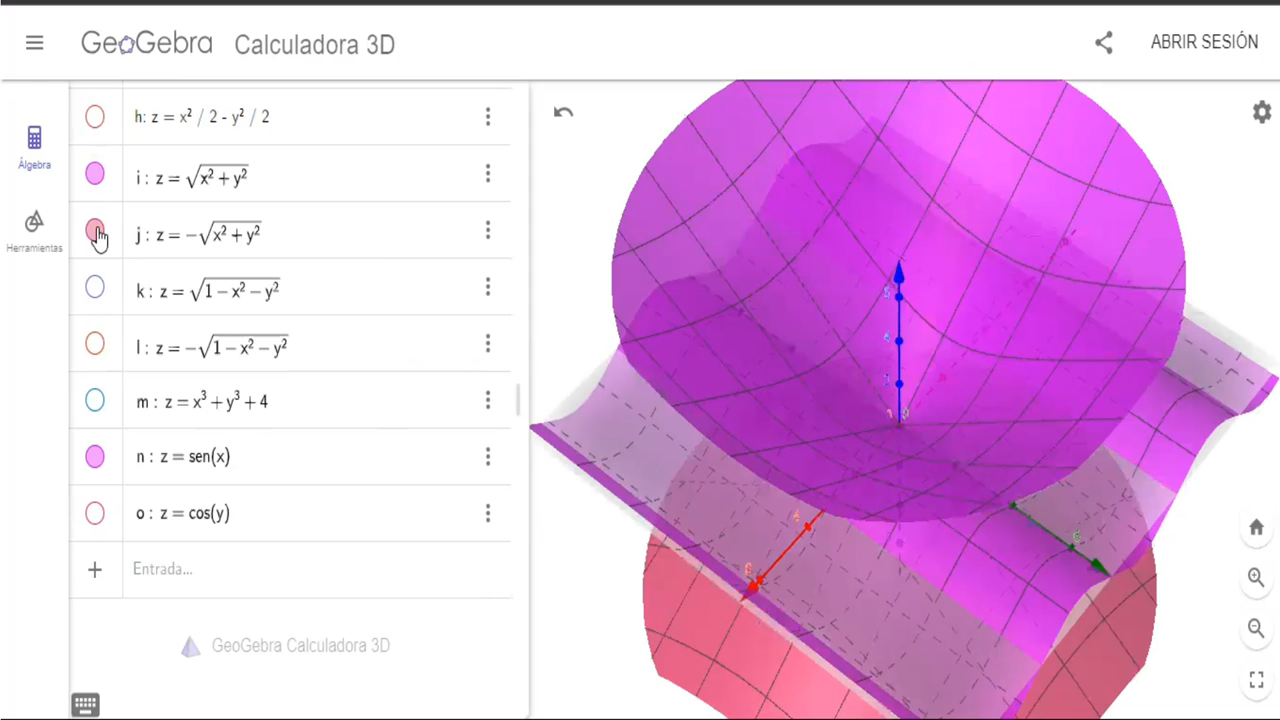 GeoGebra Calculadora 3D
ABRIR SESIÓN
Álgebra
Herramientas
h: z = x² / 2 - y² / 2
i : z = √(x² + y²)
j : z = −√(x² + y²)
k : z = √(1 − x² − y²)
l : z = −√(1 − x² − y²)
m : z = x³ + y³ + 4
n : z = sen(x)
o : z = cos(y)
Entrada...
GeoGebra Calculadora 3D